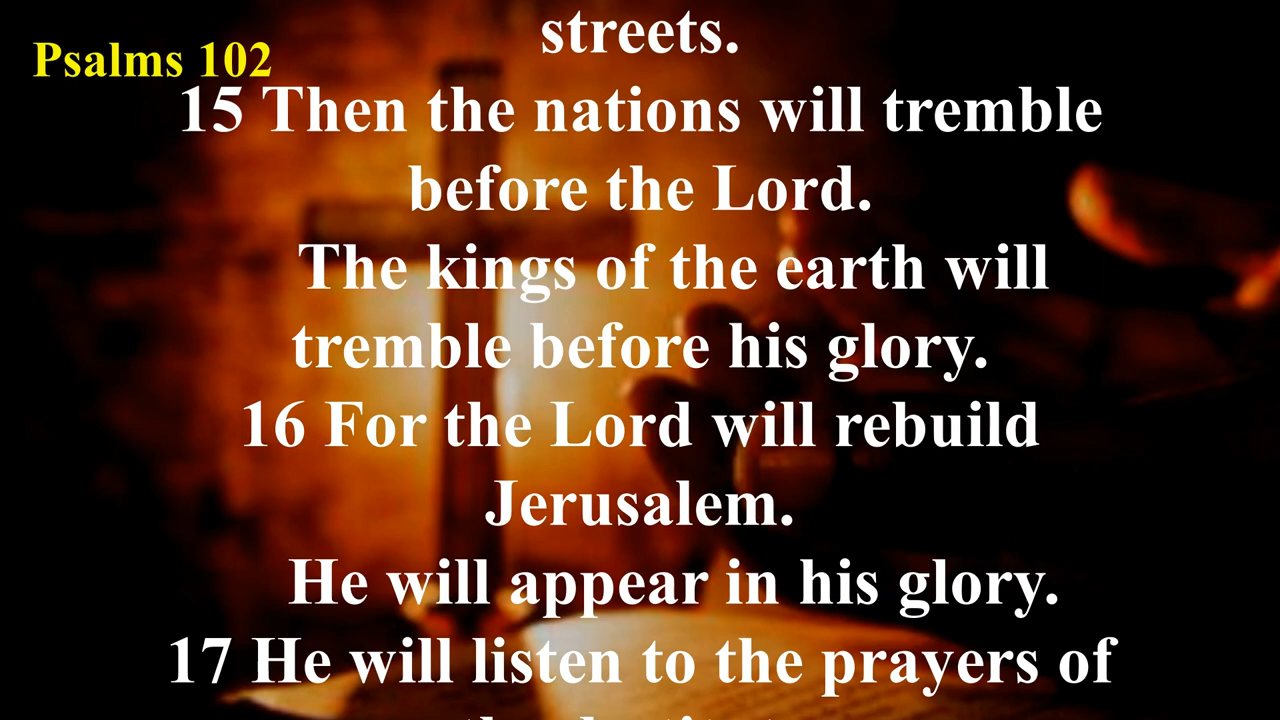 streets.
Psalms 102
15 Then the nations will tremble
before the Lord.
The kings of the earth will
tremble before his glory.
16 For the Lord will rebuild
Jerusalem.
He will appear in his glory.
17 He will listen to the prayers of